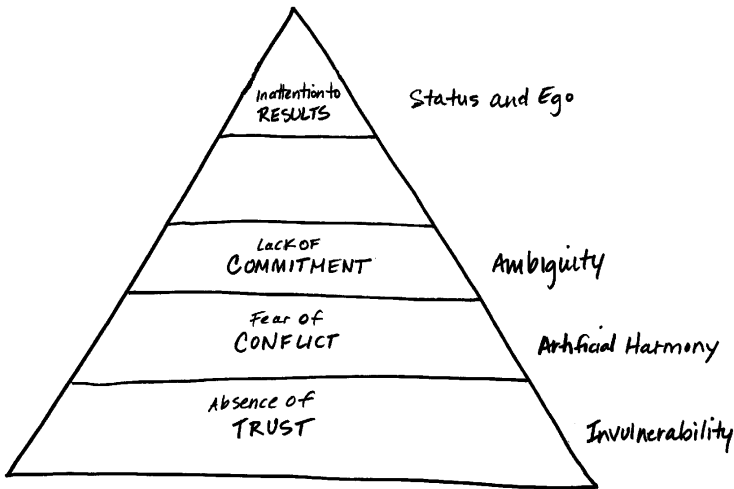 Inattention to
RESULTS
Status and Ego
Lack of
COMMITMENT
Ambiguity
Fear of
CONFLICT
Artificial Harmony
Absence of
TRUST
Invulnerability